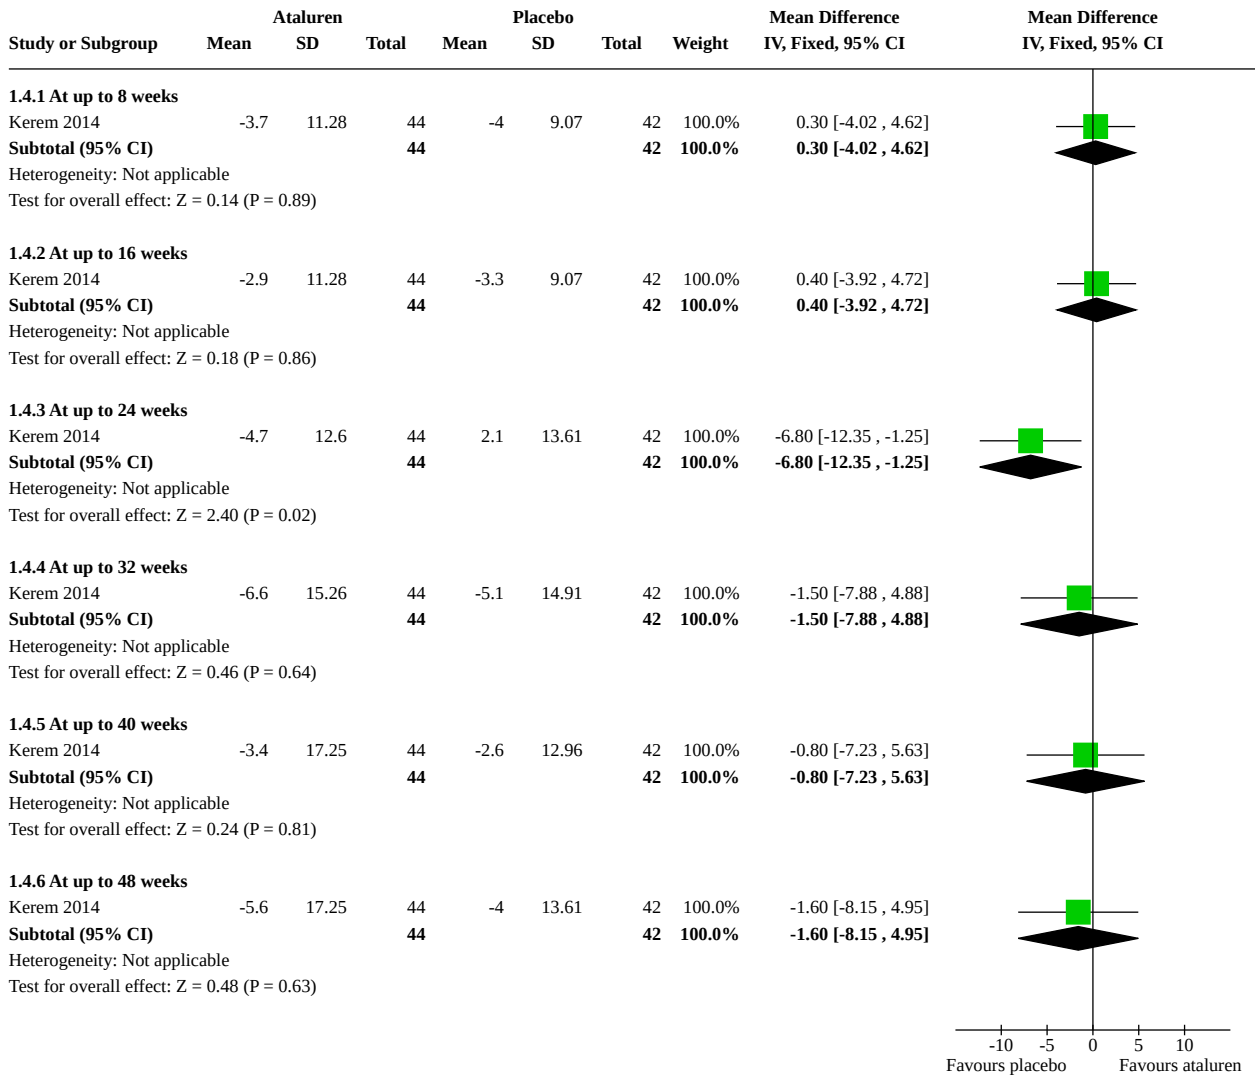 Ataluren Placebo Mean Difference Mean Difference
Study or Subgroup Mean SD Total Mean SD Total Weight IV, Fixed, 95% CI IV, Fixed, 95% CI
1.4.1 At up to 8 weeks
Kerem 2014 -3.7 11.28 44 -4 9.07 42 100.0% 0.30 [-4.02 , 4.62]
Subtotal (95% CI) 44 42 100.0% 0.30 [-4.02 , 4.62]
Heterogeneity: Not applicable
Test for overall effect: Z = 0.14 (P = 0.89)
1.4.2 At up to 16 weeks
Kerem 2014 -2.9 11.28 44 -3.3 9.07 42 100.0% 0.40 [-3.92 , 4.72]
Subtotal (95% CI) 44 42 100.0% 0.40 [-3.92 , 4.72]
Heterogeneity: Not applicable
Test for overall effect: Z = 0.18 (P = 0.86)
1.4.3 At up to 24 weeks
Kerem 2014 -4.7 12.6 44 2.1 13.61 42 100.0% -6.80 [-12.35 , -1.25]
Subtotal (95% CI) 44 42 100.0% -6.80 [-12.35 , -1.25]
Heterogeneity: Not applicable
Test for overall effect: Z = 2.40 (P = 0.02)
1.4.4 At up to 32 weeks
Kerem 2014 -6.6 15.26 44 -5.1 14.91 42 100.0% -1.50 [-7.88 , 4.88]
Subtotal (95% CI) 44 42 100.0% -1.50 [-7.88 , 4.88]
Heterogeneity: Not applicable
Test for overall effect: Z = 0.46 (P = 0.64)
1.4.5 At up to 40 weeks
Kerem 2014 -3.4 17.25 44 -2.6 12.96 42 100.0% -0.80 [-7.23 , 5.63]
Subtotal (95% CI) 44 42 100.0% -0.80 [-7.23 , 5.63]
Heterogeneity: Not applicable
Test for overall effect: Z = 0.24 (P = 0.81)
1.4.6 At up to 48 weeks
Kerem 2014 -5.6 17.25 44 -4 13.61 42 100.0% -1.60 [-8.15 , 4.95]
Subtotal (95% CI) 44 42 100.0% -1.60 [-8.15 , 4.95]
Heterogeneity: Not applicable
Test for overall effect: Z = 0.48 (P = 0.63)
-10 -5 0 5 10
Favours placebo Favours ataluren